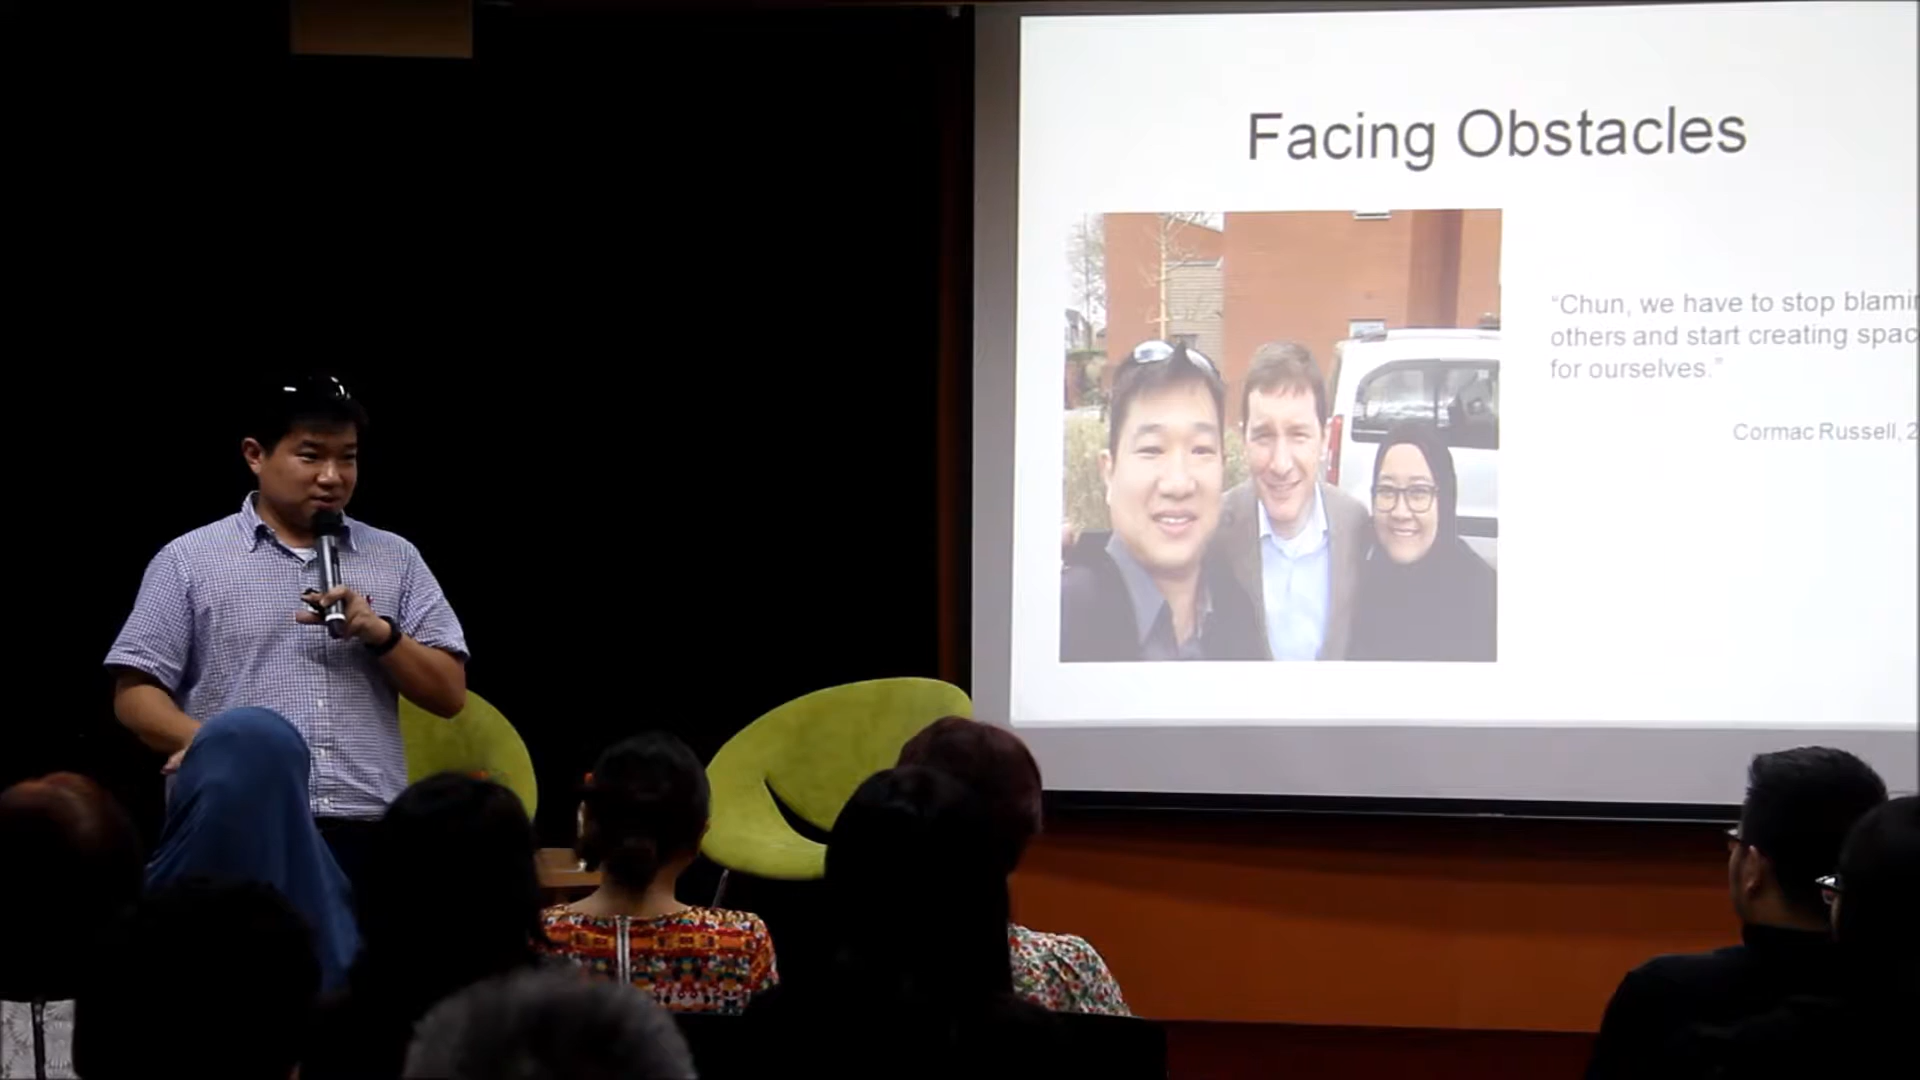 Facing Obstacles
“Chun, we have to stop blami
others and start creating spac
for ourselves.”
Cormac Russell, 2